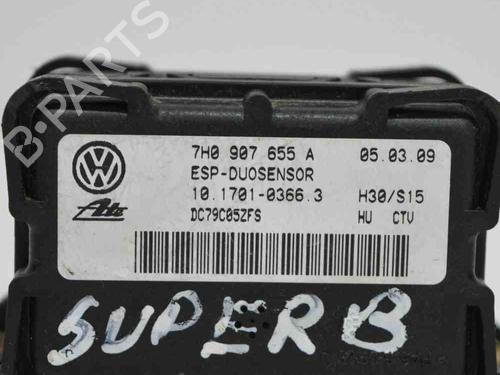 B-PARTS
7H0 907 655 A 05.03.09
ESP-DUOSENSOR
10.1701-0366.3 H30/S15
DC79C05ZFS HU CTV
Ate
SUPERB